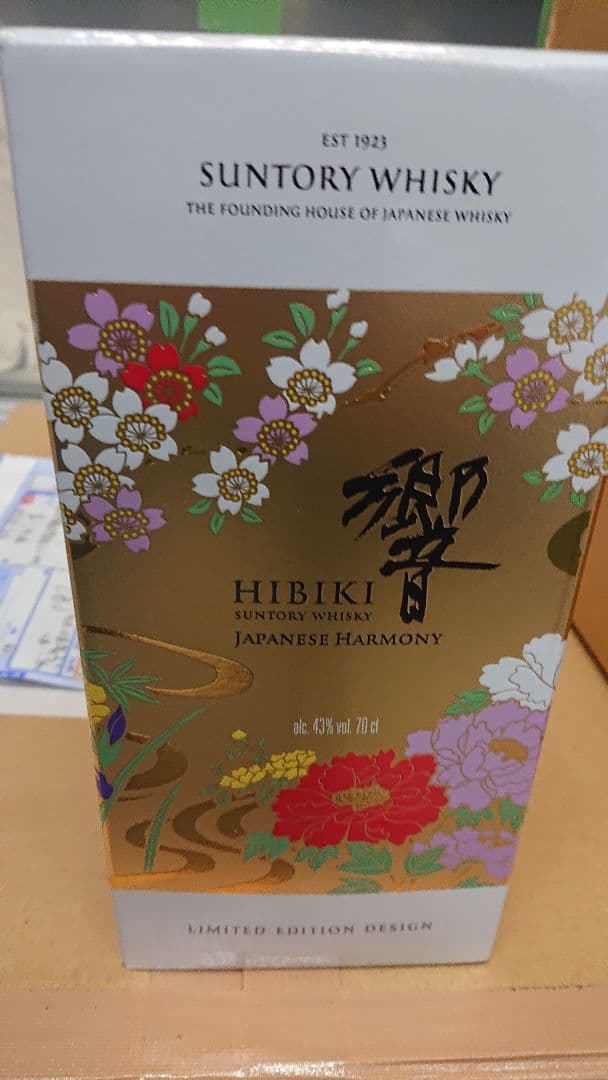 EST 1923
SUNTORY WHISKY
THE FOUNDING HOUSE OF JAPANESE WHISKY
響
HIBIKI
SUNTORY WHISKY
JAPANESE HARMONY
alc. 43% vol. 70 cl
LIMITED EDITION DESIGN